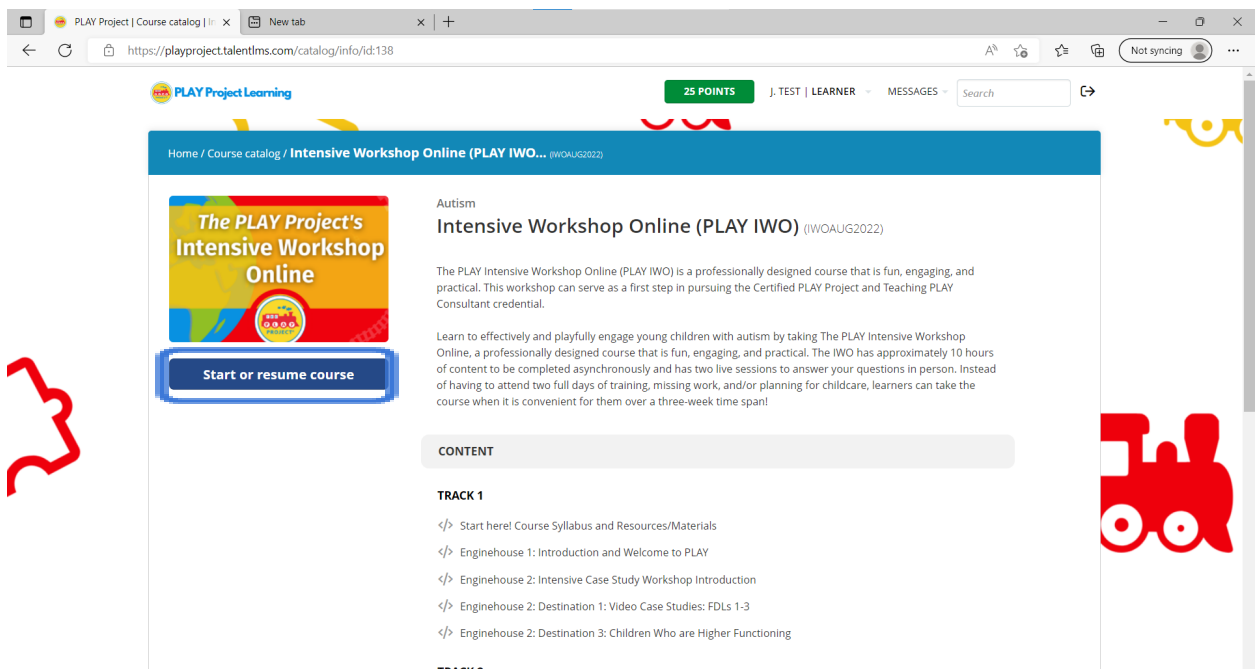 PLAY Project | Course catalog | In
New tab
https://playproject.talentlms.com/catalog/info/id:138
Not syncing
PLAY Project Learning
25 POINTS
J. TEST | LEARNER
MESSAGES
Search
Home / Course catalog / Intensive Workshop Online (PLAY IWO... (IWOAUG2022)
The PLAY Project's
Intensive Workshop
Online
PLAY
PROJECT
Start or resume course
Autism
Intensive Workshop Online (PLAY IWO) (IWOAUG2022)
The PLAY Intensive Workshop Online (PLAY IWO) is a professionally designed course that is fun, engaging, and
practical. This workshop can serve as a first step in pursuing the Certified PLAY Project and Teaching PLAY
Consultant credential.
Learn to effectively and playfully engage young children with autism by taking The PLAY Intensive Workshop
Online, a professionally designed course that is fun, engaging, and practical. The IWO has approximately 10 hours
of content to be completed asynchronously and has two live sessions to answer your questions in person. Instead
of having to attend two full days of training, missing work, and/or planning for childcare, learners can take the
course when it is convenient for them over a three-week time span!
CONTENT
TRACK 1
</> Start here! Course Syllabus and Resources/Materials
</> Enginehouse 1: Introduction and Welcome to PLAY
</> Enginehouse 2: Intensive Case Study Workshop Introduction
</> Enginehouse 2: Destination 1: Video Case Studies: FDLs 1-3
</> Enginehouse 2: Destination 3: Children Who are Higher Functioning